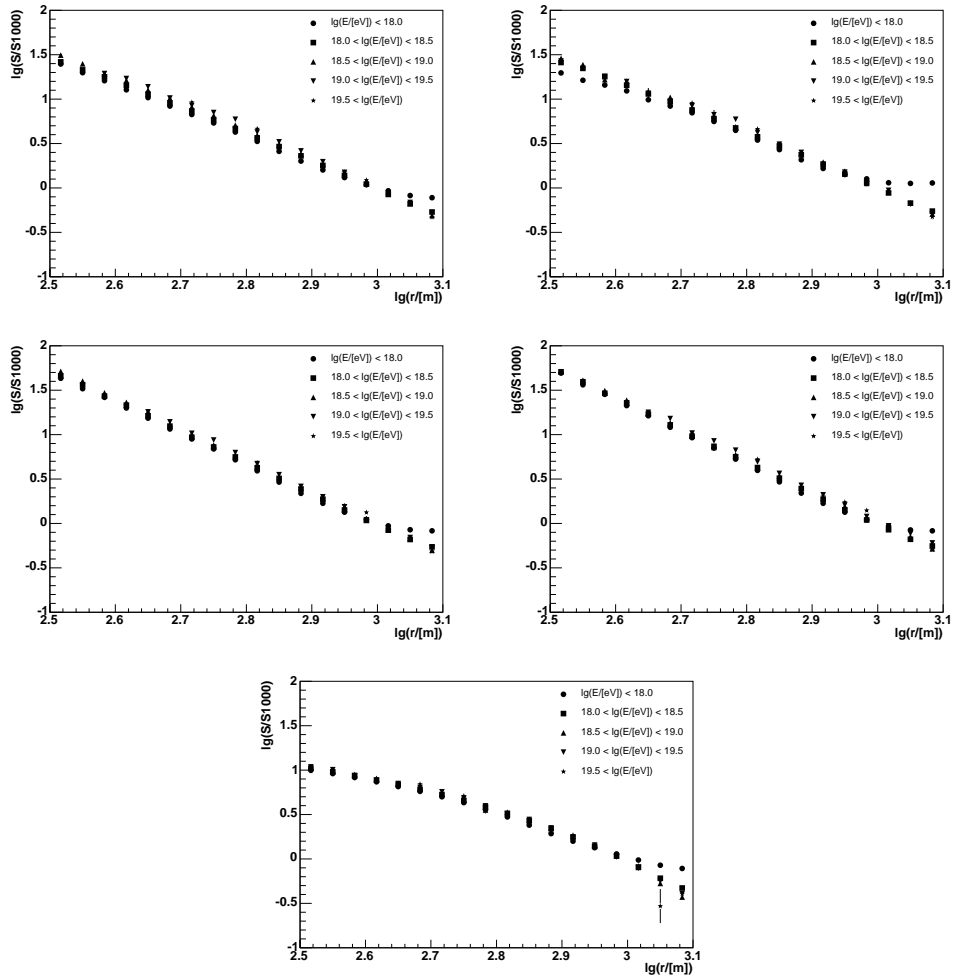 lg(S/S1000)
2
1.5
1
0.5
0
-0.5
-1
2.5 2.6 2.7 2.8 2.9 3 3.1
lg(r/[m])
lg(E/[eV]) < 18.0
18.0 < lg(E/[eV]) < 18.5
18.5 < lg(E/[eV]) < 19.0
19.0 < lg(E/[eV]) < 19.5
19.5 < lg(E/[eV])
lg(S/S1000)
2
1.5
1
0.5
0
-0.5
-1
2.5 2.6 2.7 2.8 2.9 3 3.1
lg(r/[m])
lg(E/[eV]) < 18.0
18.0 < lg(E/[eV]) < 18.5
18.5 < lg(E/[eV]) < 19.0
19.0 < lg(E/[eV]) < 19.5
19.5 < lg(E/[eV])
lg(S/S1000)
2
1.5
1
0.5
0
-0.5
-1
2.5 2.6 2.7 2.8 2.9 3 3.1
lg(r/[m])
lg(E/[eV]) < 18.0
18.0 < lg(E/[eV]) < 18.5
18.5 < lg(E/[eV]) < 19.0
19.0 < lg(E/[eV]) < 19.5
19.5 < lg(E/[eV])
lg(S/S1000)
2
1.5
1
0.5
0
-0.5
-1
2.5 2.6 2.7 2.8 2.9 3 3.1
lg(r/[m])
lg(E/[eV]) < 18.0
18.0 < lg(E/[eV]) < 18.5
18.5 < lg(E/[eV]) < 19.0
19.0 < lg(E/[eV]) < 19.5
19.5 < lg(E/[eV])
lg(S/S1000)
2
1.5
1
0.5
0
-0.5
-1
2.5 2.6 2.7 2.8 2.9 3 3.1
lg(r/[m])
lg(E/[eV]) < 18.0
18.0 < lg(E/[eV]) < 18.5
18.5 < lg(E/[eV]) < 19.0
19.0 < lg(E/[eV]) < 19.5
19.5 < lg(E/[eV])